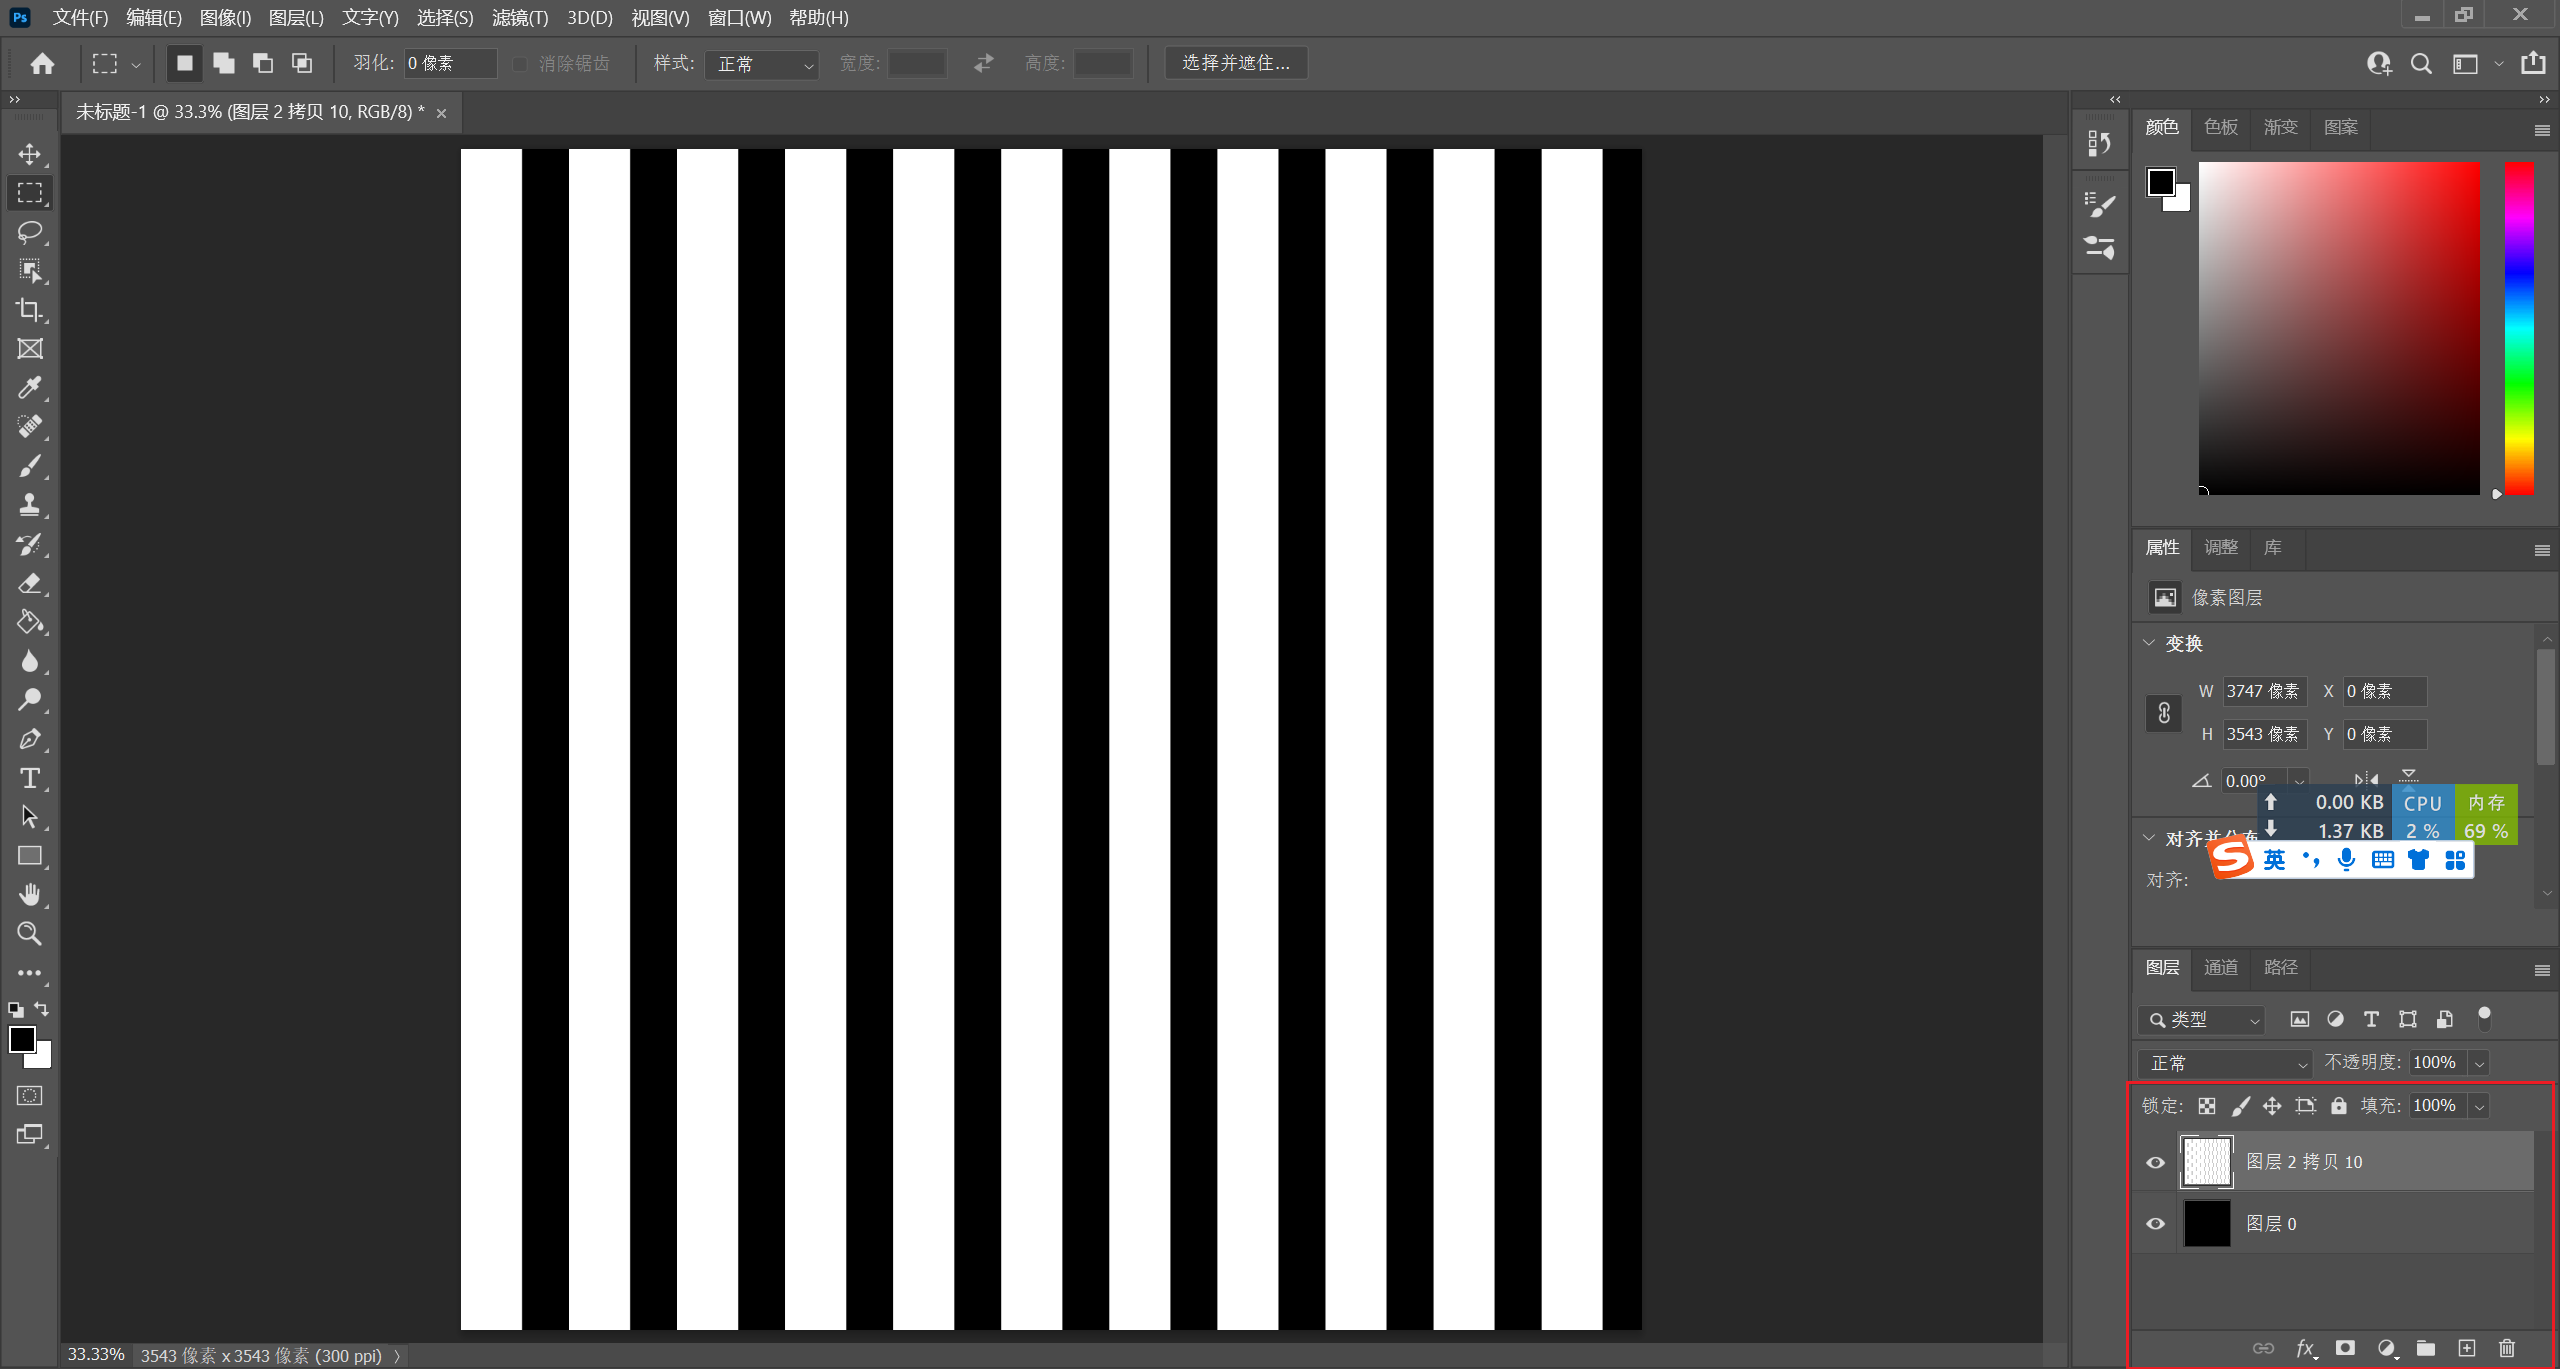 Ps 文件(F) 编辑(E) 图像(I) 图层(L) 文字(Y) 选择(S) 滤镜(T) 3D(D) 视图(V) 窗口(W) 帮助(H)
羽化: 0 像素 消除锯齿 样式: 正常 宽度: 高度: 选择并遮住...
未标题-1 @ 33.3% (图层 2 拷贝 10, RGB/8) *
颜色 色板 渐变 图案
属性 调整 库
像素图层
变换
W 3747 像素 X 0 像素
H 3543 像素 Y 0 像素
0.00°
0.00 KB CPU 内存
1.37 KB 2 % 69 %
对齐并分布
英
对齐:
图层 通道 路径
类型
正常 不透明度: 100%
锁定: 填充: 100%
图层 2 拷贝 10
图层 0
fx
33.33% 3543 像素 x 3543 像素 (300 ppi)